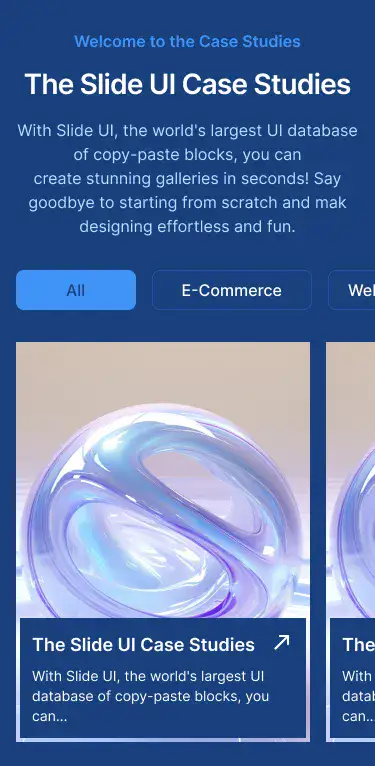 Welcome to the Case Studies
The Slide UI Case Studies
With Slide UI, the world's largest UI database
of copy-paste blocks, you can
create stunning galleries in seconds! Say
goodbye to starting from scratch and mak
designing effortless and fun.
All
E-Commerce
The Slide UI Case Studies
With Slide UI, the world's largest UI
database of copy-paste blocks, you
can...
The
With
can...